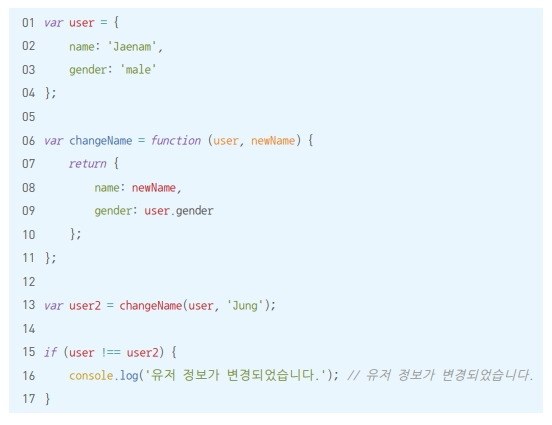 01 var user = {
02     name: 'Jaenam',
03     gender: 'male'
04 };
05
06 var changeName = function (user, newName) {
07     return {
08         name: newName,
09         gender: user.gender
10     };
11 };
12
13 var user2 = changeName(user, 'Jung');
14
15 if (user !== user2) {
16     console.log('유저 정보가 변경되었습니다.'); // 유저 정보가 변경되었습니다.
17 }